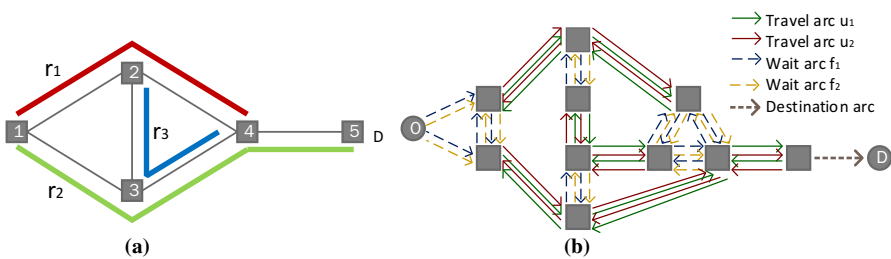 r1
r2
r3
1
2
3
4
5
D
(a)
O
D
Travel arc u1
Travel arc u2
Wait arc f1
Wait arc f2
Destination arc
(b)